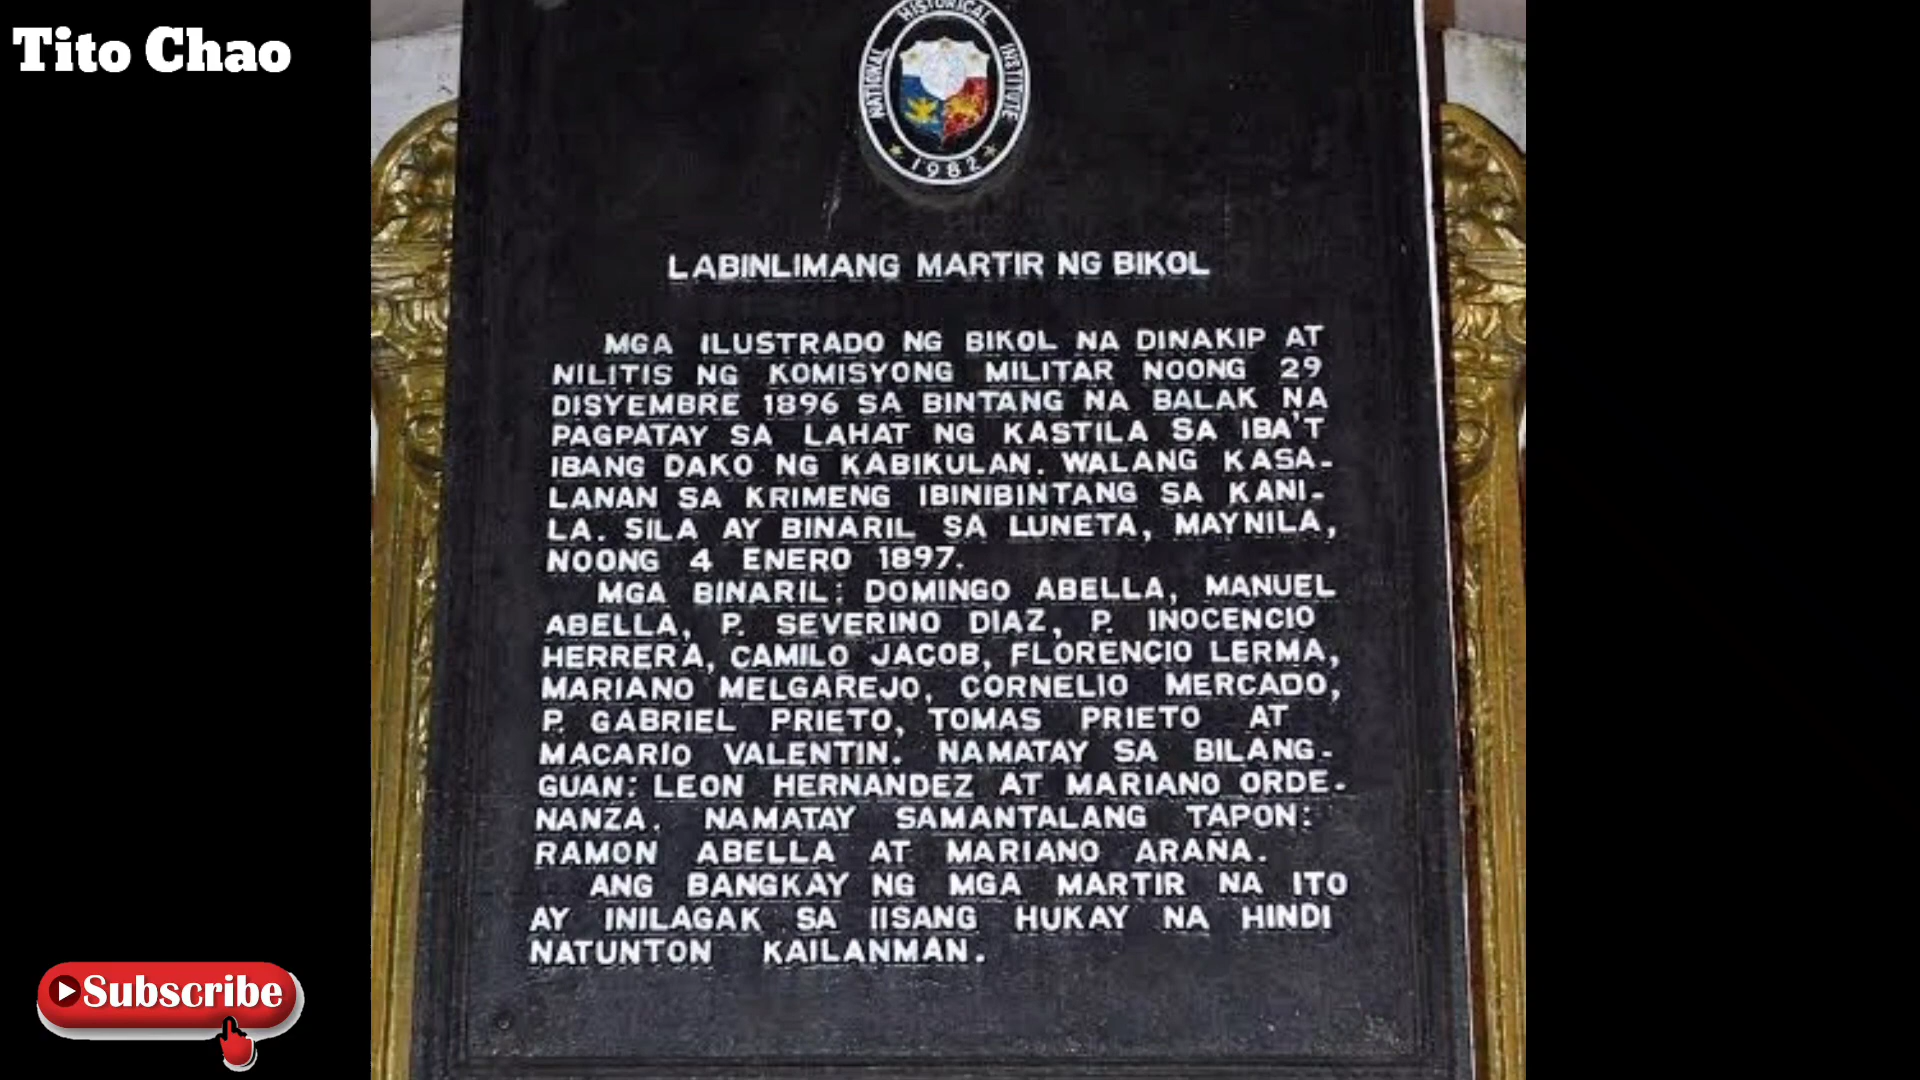 Tito Chao
NATIONAL HISTORICAL INSTITUTE
1982
LABINLIMANG MARTIR NG BIKOL
MGA ILUSTRADO NG BIKOL NA DINAKIP AT
NILITIS NG KOMISYONG MILITAR NOONG 29
DISYEMBRE 1896 SA BINTANG NA BALAK NA
PAGPATAY SA LAHAT NG KASTILA SA IBA'T
IBANG DAKO NG KABIKULAN. WALANG KASA-
LANAN SA KRIMENG IBINIBINTANG SA KANI-
LA. SILA AY BINARIL SA LUNETA, MAYNILA,
NOONG 4 ENERO 1897.
MGA BINARIL: DOMINGO ABELLA, MANUEL
ABELLA, P. SEVERINO DIAZ, P. INOCENCIO
HERRERA, CAMILO JACOB, FLORENCIO LERMA,
MARIANO MELGAREJO, CORNELIO MERCADO,
P. GABRIEL PRIETO, TOMAS PRIETO AT
MACARIO VALENTIN. NAMATAY SA BILANG-
GUAN: LEON HERNANDEZ AT MARIANO ORDE-
NANZA. NAMATAY SAMANTALANG TAPON:
RAMON ABELLA AT MARIANO ARAÑA.
ANG BANGKAY NG MGA MARTIR NA ITO
AY INILAGAK SA IISANG HUKAY NA HINDI
NATUNTON KAILANMAN.
Subscribe